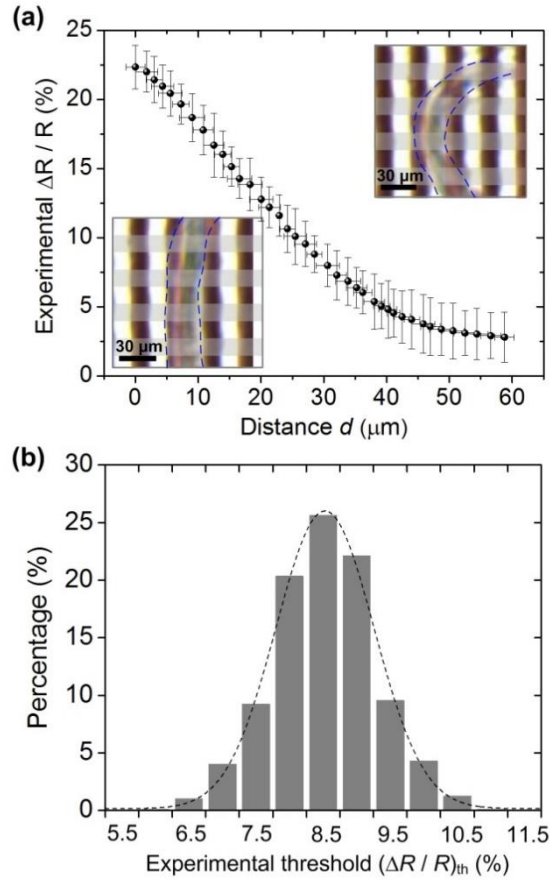 (a)
25
20
15
10
5
0
Experimental ΔR / R (%)
30 μm
30 μm
0 10 20 30 40 50 60
Distance d (μm)
(b)
30
25
20
15
10
5
0
Percentage (%)
5.5 6.5 7.5 8.5 9.5 10.5 11.5
Experimental threshold (ΔR / R)th (%)